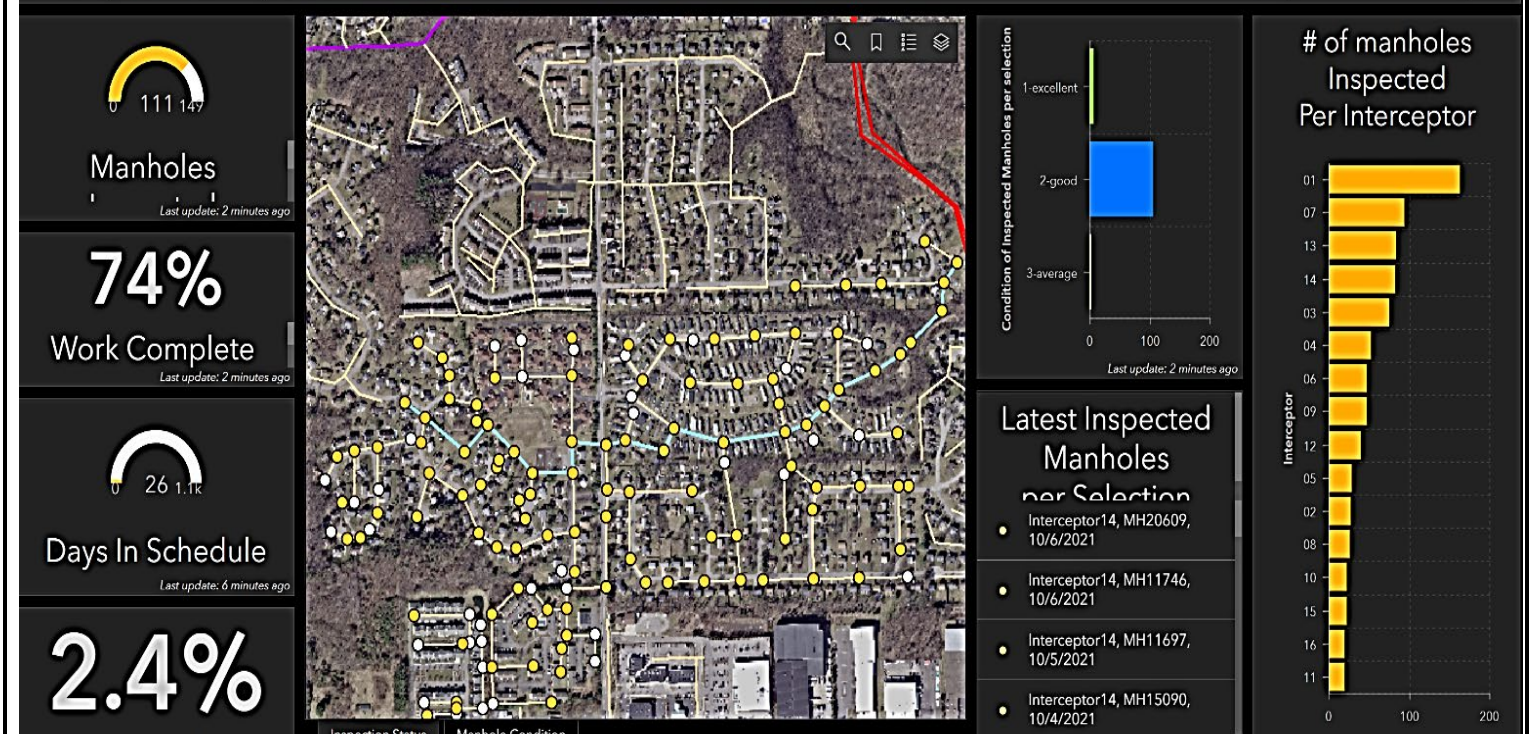 0 111 149
Manholes
Last update: 2 minutes ago
74%
Work Complete
Last update: 2 minutes ago
0 26 1.1k
Days In Schedule
Last update: 6 minutes ago
2.4%
Inspection Status
Manhole Condition
Condition of Inspected Manholes per selection
1-excellent
2-good
3-average
0 100 200
Last update: 2 minutes ago
Latest Inspected
Manholes
per Selection
Interceptor14, MH20609,
10/6/2021
Interceptor14, MH11746,
10/6/2021
Interceptor14, MH11697,
10/5/2021
Interceptor14, MH15090,
10/4/2021
# of manholes
Inspected
Per Interceptor
Interceptor
01
07
13
14
03
04
06
09
12
05
02
08
10
15
16
11
0 100 200